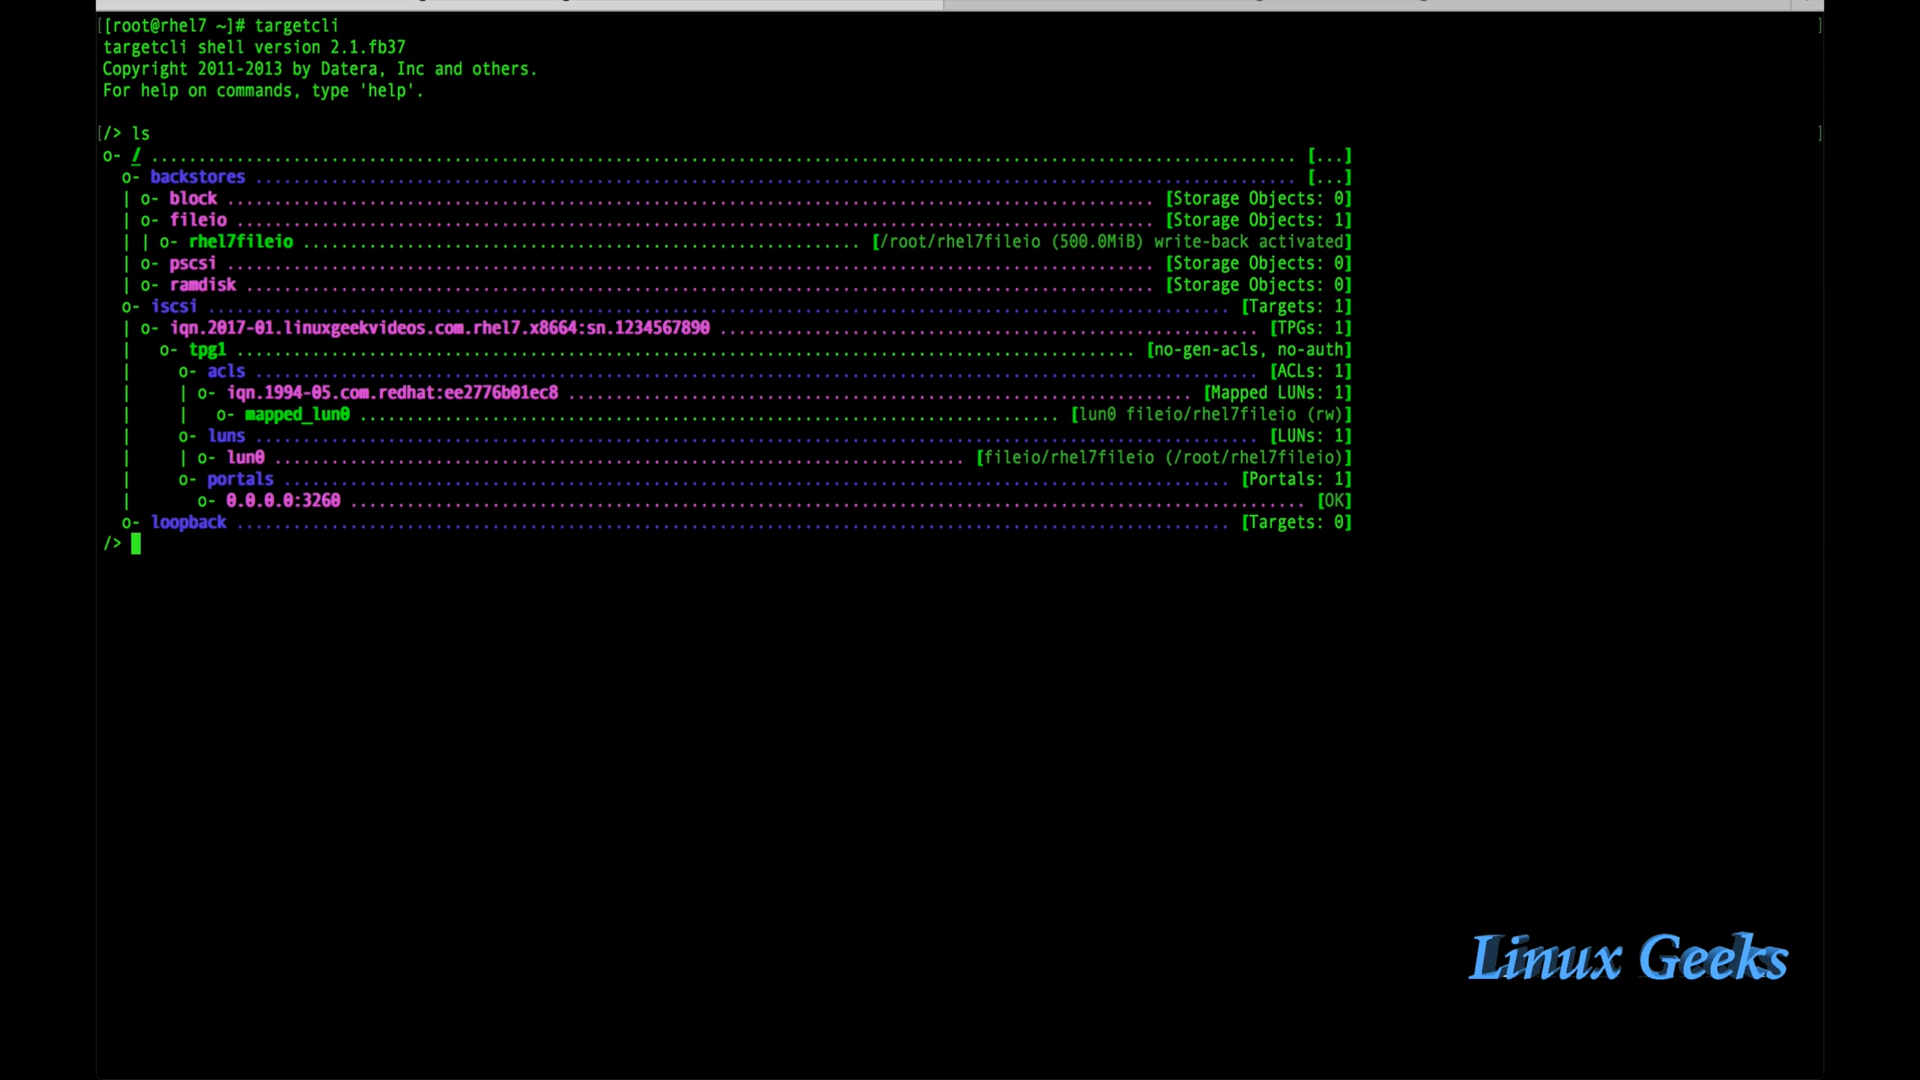 [[root@rhel7 ~]# targetcli ]
targetcli shell version 2.1.fb37
Copyright 2011-2013 by Datera, Inc and others.
For help on commands, type 'help'.
[/> ls ]
o- / ......................................................................................................................... [...]
  o- backstores .............................................................................................................. [...]
  | o- block .................................................................................................. [Storage Objects: 0]
  | o- fileio ................................................................................................. [Storage Objects: 1]
  | | o- rhel7fileio ........................................................... [/root/rhel7fileio (500.0MiB) write-back activated]
  | o- pscsi .................................................................................................. [Storage Objects: 0]
  | o- ramdisk ................................................................................................ [Storage Objects: 0]
  o- iscsi ............................................................................................................ [Targets: 1]
  | o- iqn.2017-01.linuxgeekvideos.com.rhel7.x8664:sn.1234567890 ......................................................... [TPGs: 1]
  |   o- tpg1 ............................................................................................... [no-gen-acls, no-auth]
  |     o- acls .......................................................................................................... [ACLs: 1]
  |     | o- iqn.1994-05.com.redhat:ee2776b01ec8 .................................................................. [Mapped LUNs: 1]
  |     |   o- mapped_lun0 .......................................................................... [lun0 fileio/rhel7fileio (rw)]
  |     o- luns .......................................................................................................... [LUNs: 1]
  |     | o- lun0 ......................................................................... [fileio/rhel7fileio (/root/rhel7fileio)]
  |     o- portals .................................................................................................... [Portals: 1]
  |       o- 0.0.0.0:3260 ..................................................................................................... [OK]
  o- loopback ......................................................................................................... [Targets: 0]
/>
Linux Geeks